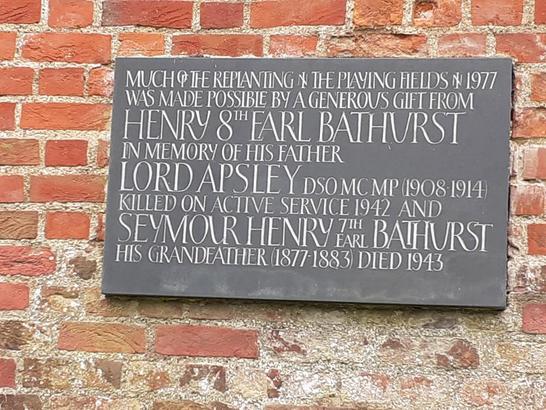 MUCH OF THE REPLANTING IN THE PLAYING FIELDS IN 1977
WAS MADE POSSIBLE BY A GENEROUS GIFT FROM
HENRY 8TH EARL BATHURST
IN MEMORY OF HIS FATHER
LORD APSLEY DSO MC MP (1908-1914)
KILLED ON ACTIVE SERVICE 1942 AND
SEYMOUR HENRY 7TH EARL BATHURST
HIS GRANDFATHER (1877-1883) DIED 1943